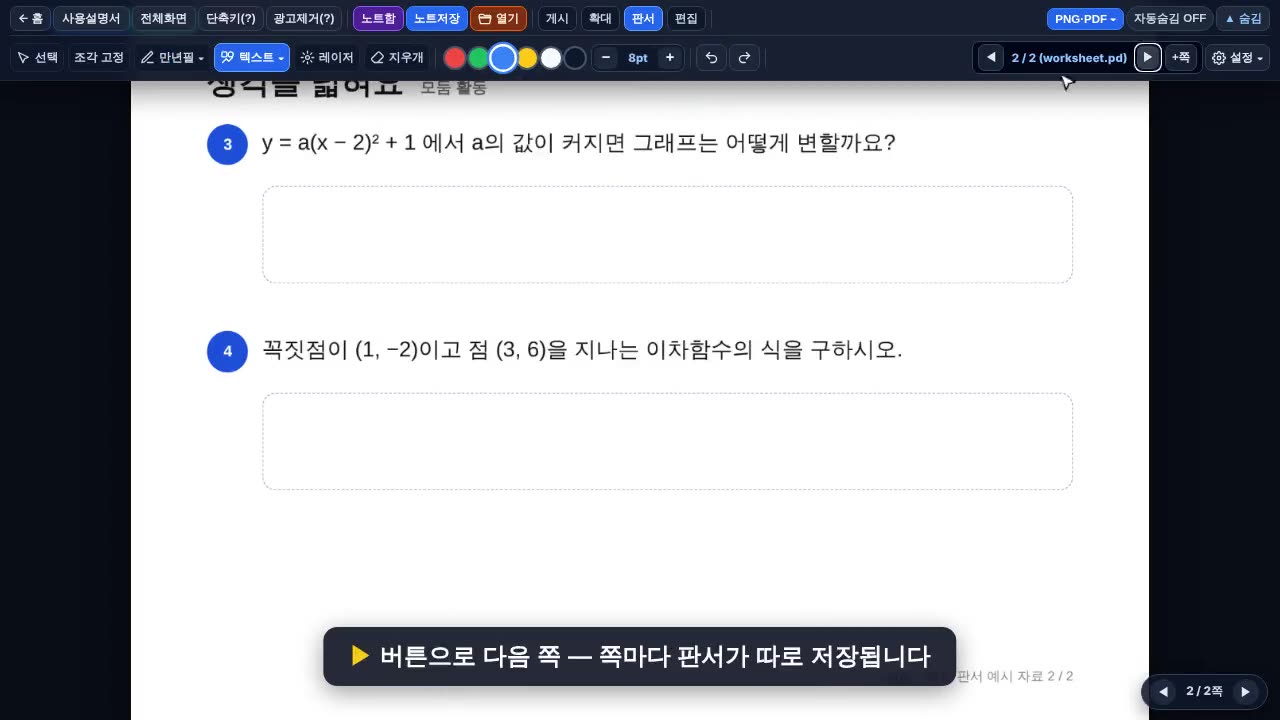 ← 홈 사용설명서 전체화면 단축키(?) 광고제거(?) 노트함 노트저장 열기 게시 확대 판서 편집 PNG·PDF 자동숨김 OFF ▲ 숨김
선택 조각 고정 만년필 텍스트 레이저 지우개 − 8pt + ◀ 2 / 2 (worksheet.pd) ▶ +쪽 설정
생각을 넓혀요 모둠 활동
3 y = a(x − 2)² + 1 에서 a의 값이 커지면 그래프는 어떻게 변할까요?
4 꼭짓점이 (1, −2)이고 점 (3, 6)을 지나는 이차함수의 식을 구하시오.
▶ 버튼으로 다음 쪽 — 쪽마다 판서가 따로 저장됩니다
판서 예시 자료 2 / 2
◀ 2 / 2쪽 ▶